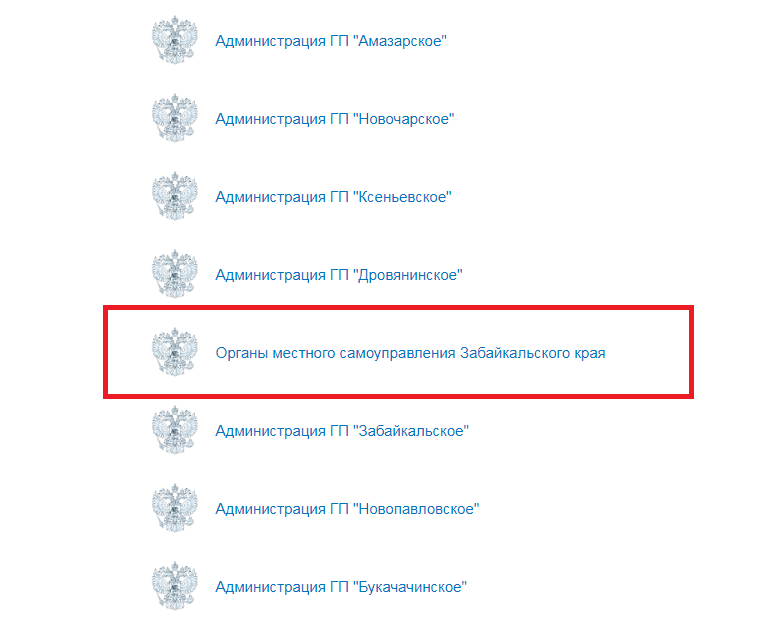 Администрация ГП "Амазарское"
Администрация ГП "Новочарское"
Администрация ГП "Ксеньевское"
Администрация ГП "Дровянинское"
Органы местного самоуправления Забайкальского края
Администрация ГП "Забайкальское"
Администрация ГП "Новопавловское"
Администрация ГП "Букачачинское"